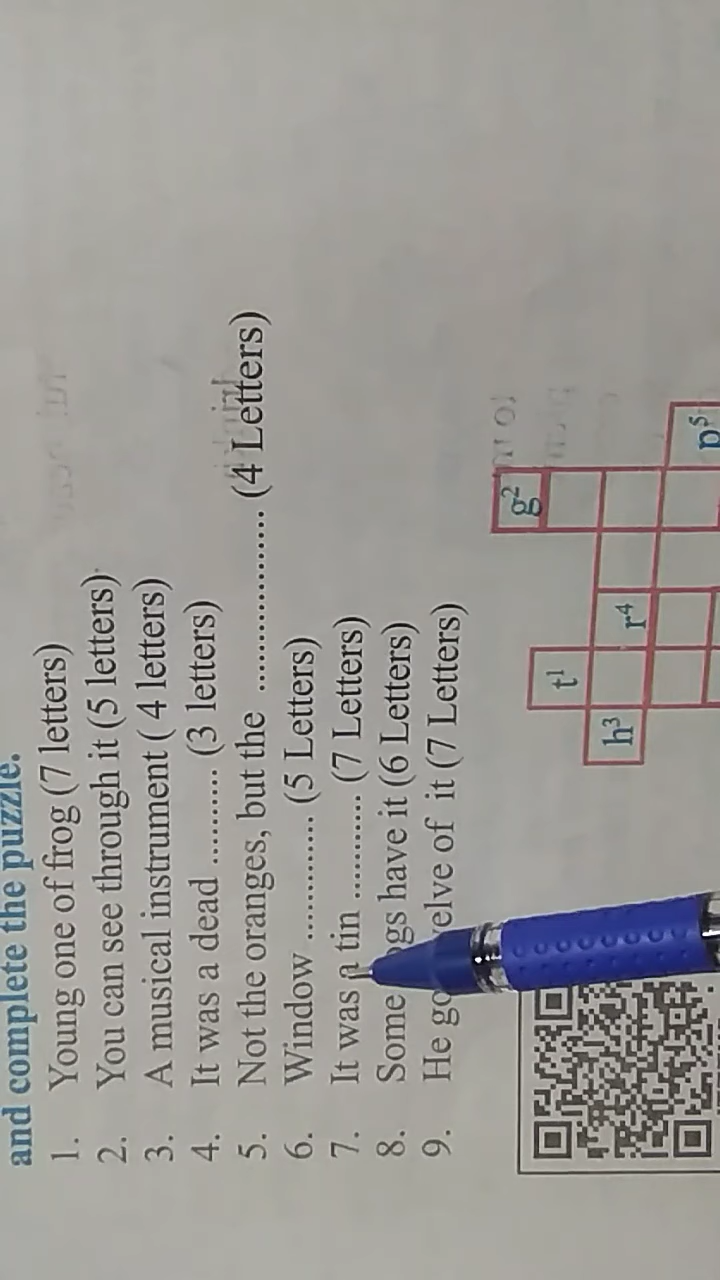 and complete the puzzle.
1. Young one of frog (7 letters)
2. You can see through it (5 letters)
3. A musical instrument ( 4 letters)
4. It was a dead .......... (3 letters)
5. Not the oranges, but the .................... (4 Letters)
6. Window .............. (5 Letters)
7. It was a tin ........... (7 Letters)
8. Some have it (6 Letters)
9. He of it (7 Letters)
g2
t1
r4
h3
p5